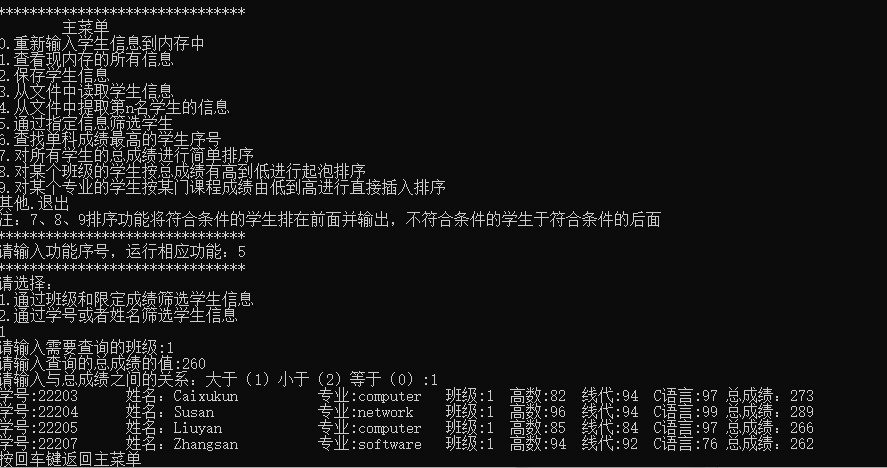 *******************************
主菜单
0.重新输入学生信息到内存中
1.查看现内存的所有信息
2.保存学生信息
3.从文件中读取学生信息
4.从文件中提取第n名学生的信息
5.通过指定信息筛选学生
6.查找单科成绩最高的学生序号
7.对所有学生的总成绩进行简单排序
8.对某个班级的学生按总成绩有高到低进行起泡排序
9.对某个专业的学生按某门课程成绩由低到高进行直接插入排序
其他.退出
注：7、8、9排序功能将符合条件的学生排在前面并输出，不符合条件的学生于符合条件的后面
*******************************
请输入功能序号，运行相应功能：5
*******************************
请选择：
1.通过班级和限定成绩筛选学生信息
2.通过学号或者姓名筛选学生信息
1
请输入需要查询的班级:1
请输入查询的总成绩的值:260
请输入与总成绩之间的关系：大于（1）小于（2）等于（0）:1
学号:22203 姓名：Caixukun 专业:computer 班级:1 高数:82 线代:94 C语言:97 总成绩：273
学号:22204 姓名：Susan 专业:network 班级:1 高数:96 线代:94 C语言:99 总成绩：289
学号:22205 姓名：Liuyan 专业:computer 班级:1 高数:85 线代:84 C语言:97 总成绩：266
学号:22207 姓名：Zhangsan 专业:software 班级:1 高数:94 线代:92 C语言:76 总成绩：262
按回车键返回主菜单